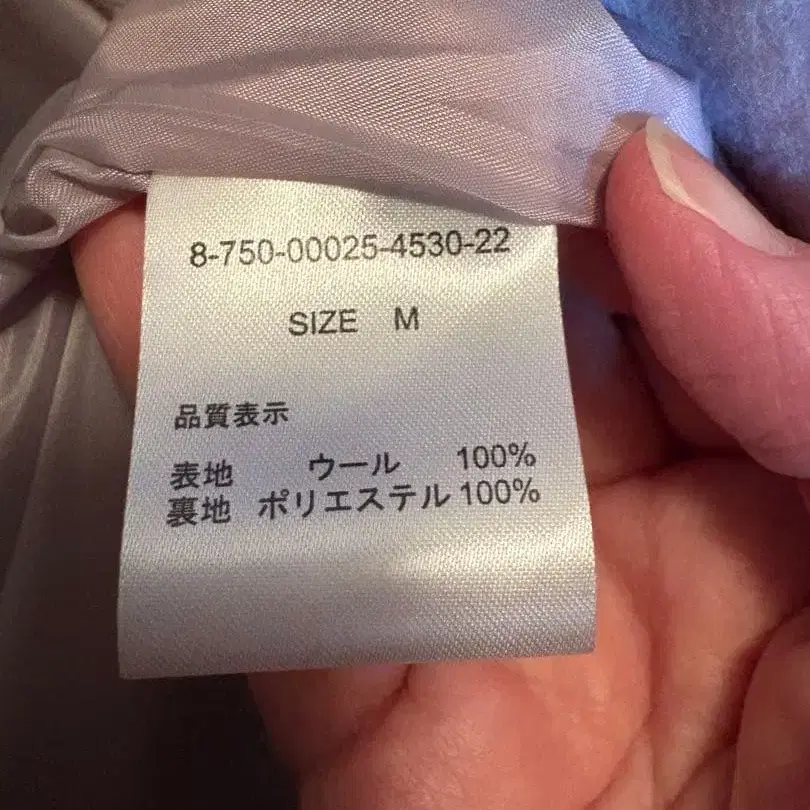 8-750-00025-4530-22
SIZE M
品質表示
表地 ウール 100%
裏地 ポリエステル 100%